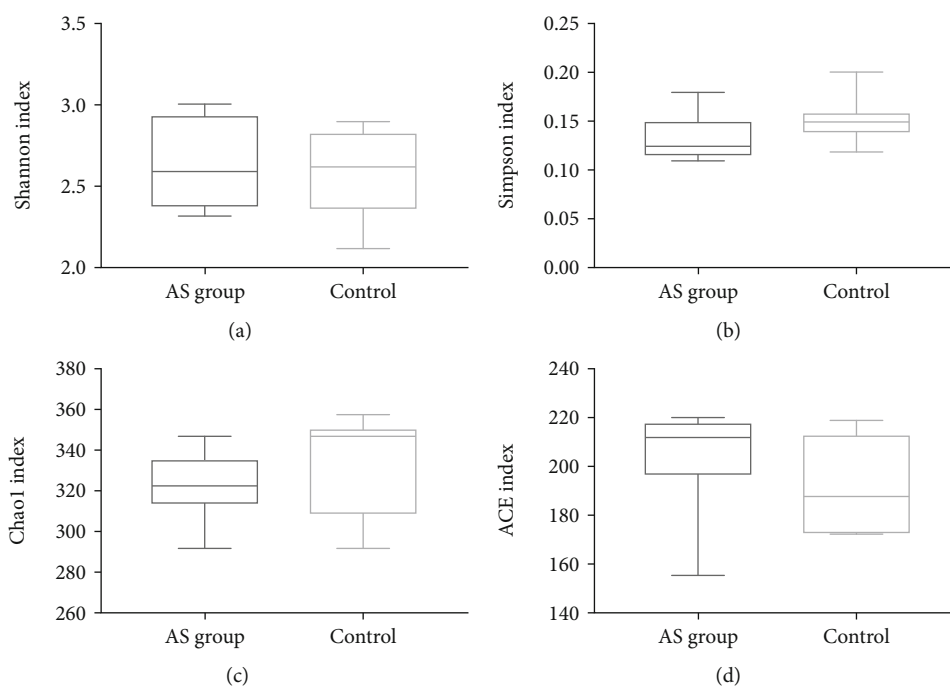 Shannon index
3.5
3.0
2.5
2.0
AS group
Control
(a)
Simpson index
0.25
0.20
0.15
0.10
0.05
0.00
AS group
Control
(b)
Chao1 index
380
360
340
320
300
280
260
AS group
Control
(c)
ACE index
240
220
200
180
160
140
AS group
Control
(d)